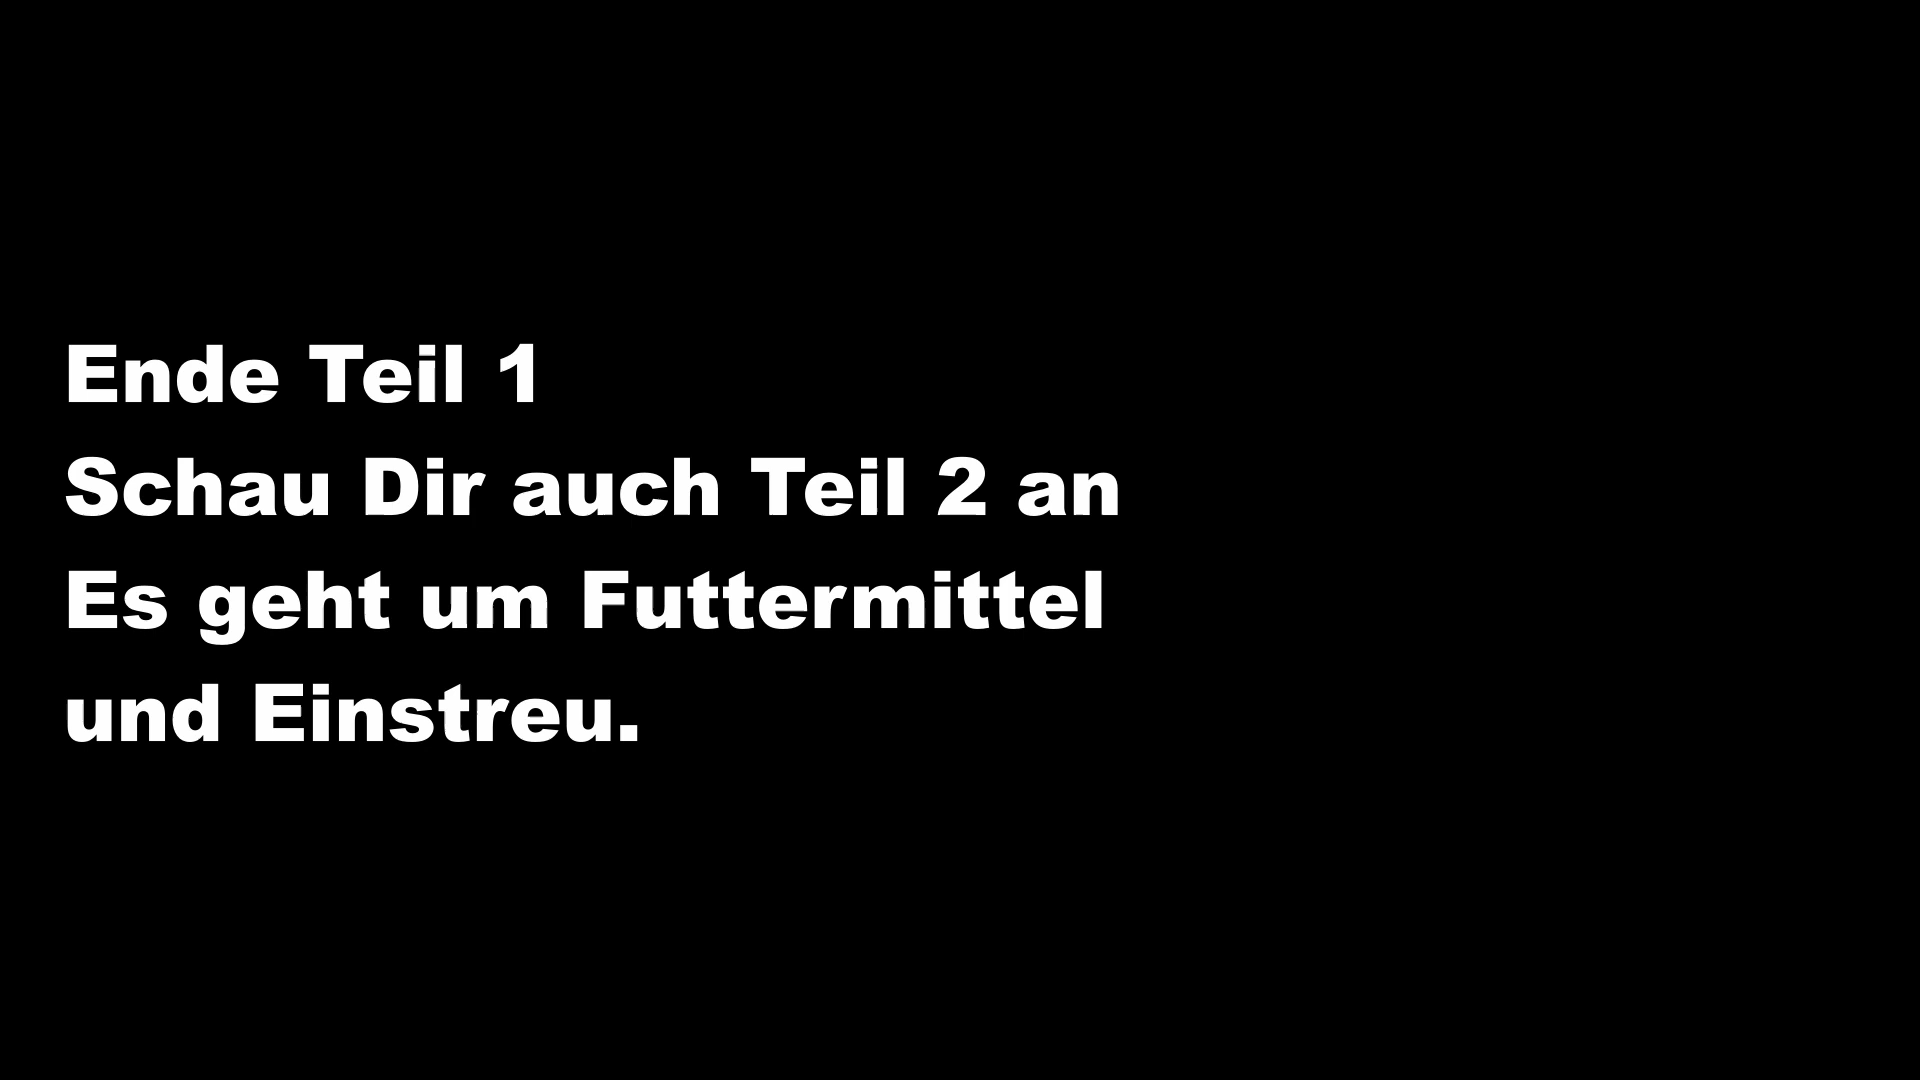 Ende Teil 1
Schau Dir auch Teil 2 an
Es geht um Futtermittel
und Einstreu.